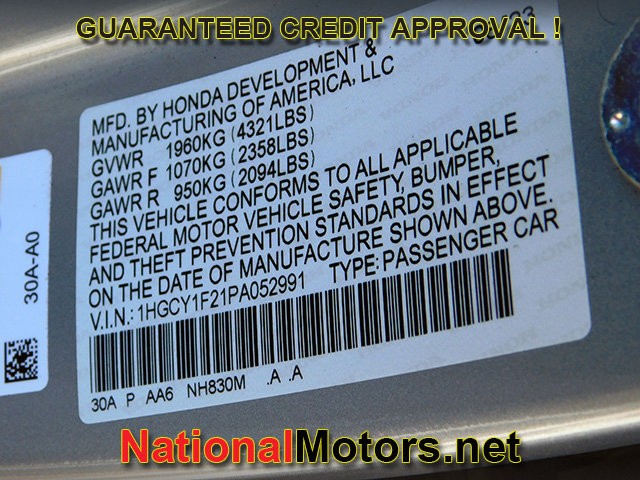 GUARANTEED CREDIT APPROVAL !
MFD. BY HONDA DEVELOPMENT &
MANUFACTURING OF AMERICA, LLC
GVWR 1960KG (4321LBS)
GAWR F 1070KG (2358LBS)
GAWR R 950KG (2094LBS)
THIS VEHICLE CONFORMS TO ALL APPLICABLE
FEDERAL MOTOR VEHICLE SAFETY, BUMPER,
AND THEFT PREVENTION STANDARDS IN EFFECT
ON THE DATE OF MANUFACTURE SHOWN ABOVE.
V.I.N.: 1HGCY1F21PA052991 TYPE: PASSENGER CAR
30A P AA6 NH830M .A .A
30A-A0
NationalMotors.net